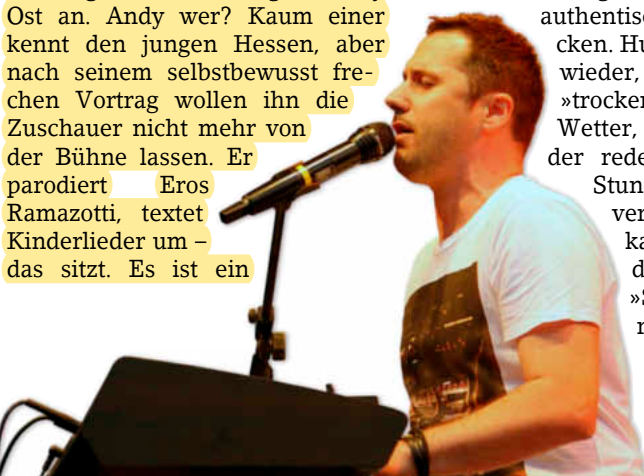 Ost an. Andy wer? Kaum einer
kennt den jungen Hessen, aber
nach seinem selbstbewusst fre-
chen Vortrag wollen ihn die
Zuschauer nicht mehr von
der Bühne lassen. Er
parodiert Eros
Ramazotti, textet
Kinderlieder um –
das sitzt. Es ist ein
cken.
wieder,
Wetter,
der